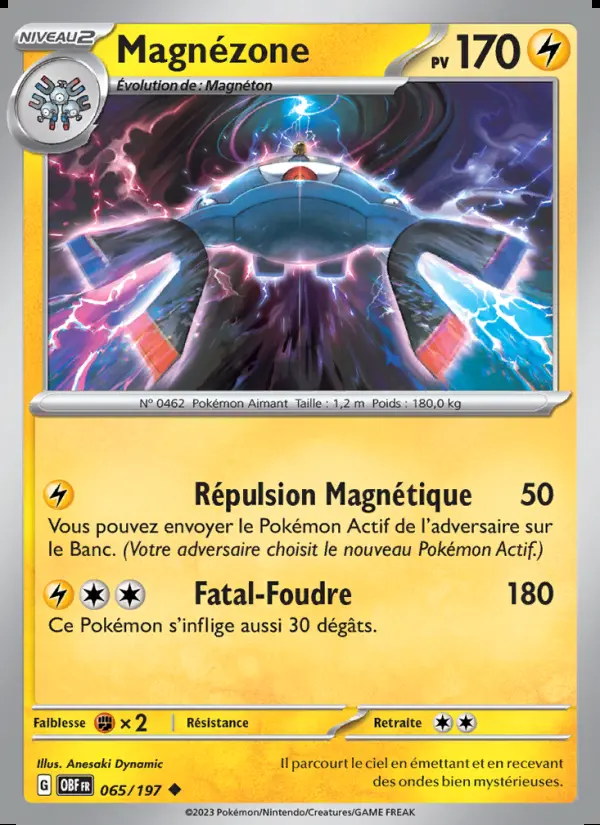 NIVEAU 2 Magnézone PV 170
Évolution de : Magnéton
N° 0462 Pokémon Aimant Taille : 1,2 m Poids : 180,0 kg
Répulsion Magnétique 50
Vous pouvez envoyer le Pokémon Actif de l'adversaire sur
le Banc. (Votre adversaire choisit le nouveau Pokémon Actif.)
Fatal-Foudre 180
Ce Pokémon s'inflige aussi 30 dégâts.
Faiblesse ×2 Résistance Retraite
Illus. Anesaki Dynamic
G OBF FR 065/197
Il parcourt le ciel en émettant et en recevant
des ondes bien mystérieuses.
©2023 Pokémon/Nintendo/Creatures/GAME FREAK